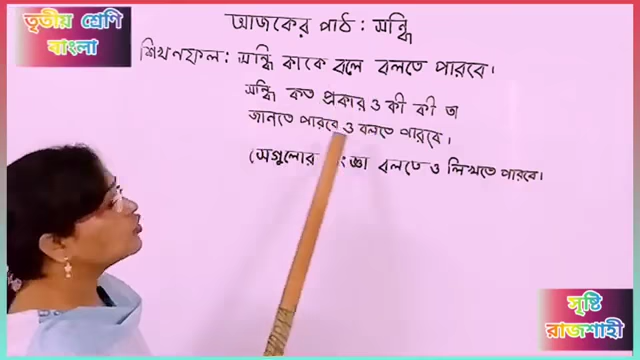 তৃতীয় শ্রেণি
বাংলা
আজকের পাঠ : সন্ধি
শিখনফল : সন্ধি কাকে বলে বলতে পারবে।
সন্ধি কত প্রকার ও কী কী তা
জানতে পারবে ও বলতে পারবে।
সেগুলোর বলতে ও লিখতে পারবে।
সৃষ্টি
রাজশাহী